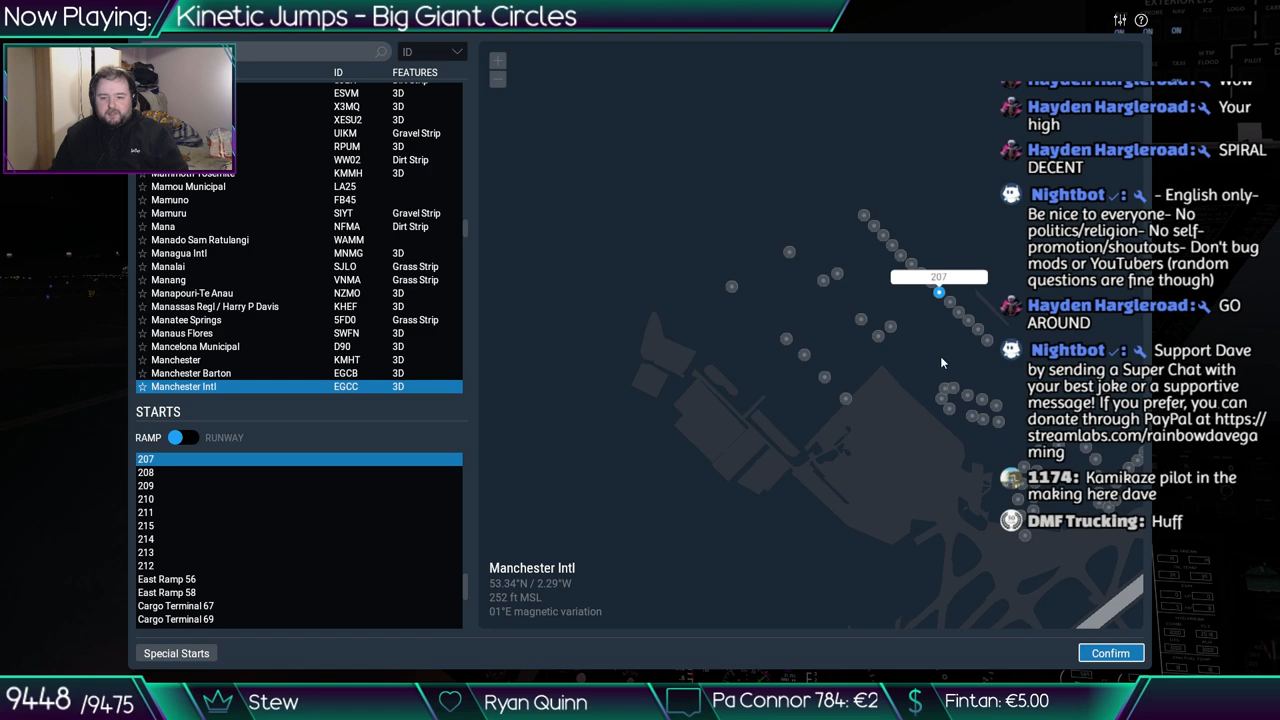 Now Playing: Kinetic Jumps - Big Giant Circles
ID
ID FEATURES
ESVM 3D
X3MQ 3D
XESU2 3D
UIKM Gravel Strip
RPUM 3D
WW02 Dirt Strip
Mammoth Yosemite KMMH 3D
Mamou Municipal LA25
Mamuno FB45
Mamuru SIYT Gravel Strip
Mana NFMA Dirt Strip
Manado Sam Ratulangi WAMM
Managua Intl MNMG 3D
Manalai SJLO Grass Strip
Manang VNMA Grass Strip
Manapouri-Te Anau NZMO 3D
Manassas Regl / Harry P Davis KHEF 3D
Manatee Springs 5FD0 Grass Strip
Manaus Flores SWFN 3D
Mancelona Municipal D90 3D
Manchester KMHT 3D
Manchester Barton EGCB 3D
Manchester Intl EGCC 3D
STARTS
RAMP RUNWAY
207
208
209
210
211
215
214
213
212
East Ramp 56
East Ramp 58
Cargo Terminal 67
Cargo Terminal 69
Special Starts
207
Manchester Intl
53.34°N / 2.29°W
252 ft MSL
01°E magnetic variation
Confirm
Hayden Hargleroad: Wow
Hayden Hargleroad: Your
high
Hayden Hargleroad: SPIRAL
DECENT
Nightbot: - English only-
Be nice to everyone- No
politics/religion- No self-
promotion/shoutouts- Don't bug
mods or YouTubers (random
questions are fine though)
Hayden Hargleroad: GO
AROUND
Nightbot: Support Dave
by sending a Super Chat with
your best joke or a supportive
message! If you prefer, you can
donate through PayPal at https://
streamlabs.com/rainbowdavega
ming
1174: Kamikaze pilot in the
making here dave
DMF Trucking: Huff
9448 /9475 Stew Ryan Quinn Pa Connor 784: €2 Fintan: €5.00